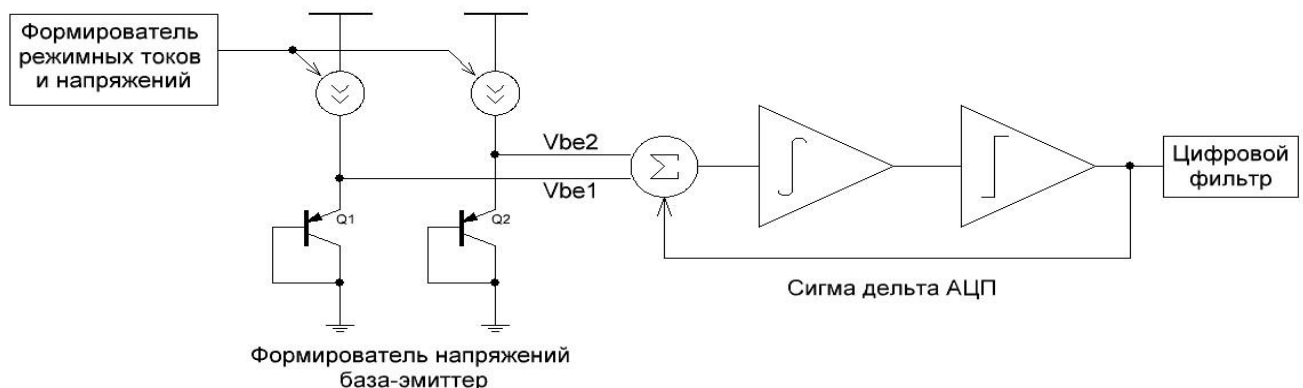 Формирователь
режимных токов
и напряжений
Vbe2
Vbe1
Σ
Q1
Q2
Цифровой
фильтр
Сигма дельта АЦП
Формирователь напряжений
база-эмиттер